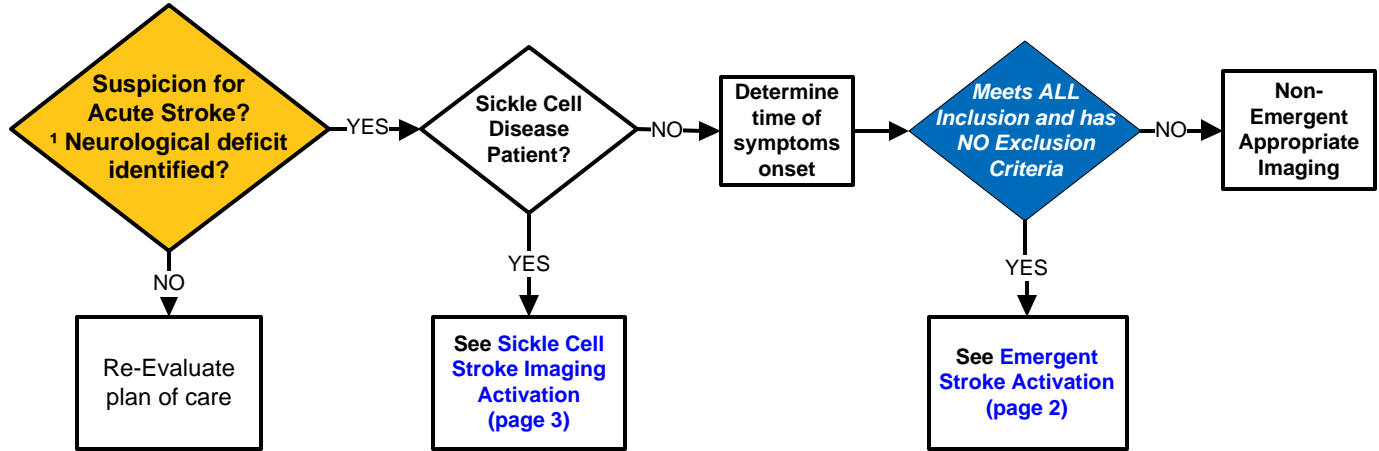 Suspicion for
Acute Stroke?
¹ Neurological deficit
identified?
YES
Sickle Cell
Disease
Patient?
NO
Determine
time of
symptoms
onset
Meets ALL
Inclusion and has
NO Exclusion
Criteria
NO
Non-
Emergent
Appropriate
Imaging
NO
YES
YES
Re-Evaluate
plan of care
See Sickle Cell
Stroke Imaging
Activation
(page 3)
See Emergent
Stroke Activation
(page 2)